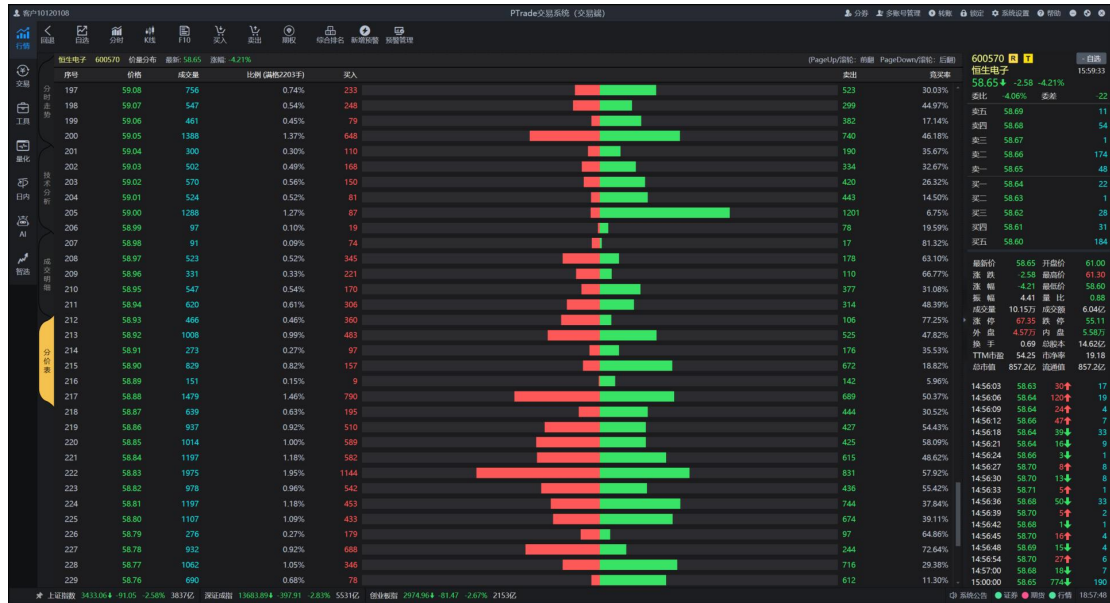 客户10120108 PTrade交易系统（交易端） 分券 多账号管理 转账 锁定 系统设置 帮助
行情 回退 自选 分时 K线 F10 买入 卖出 期权 综合排名 新增预警 预警管理
恒生电子 600570 价量分布 最新: 58.65 涨幅: -4.21% (PageUp/滚轮: 前翻 PageDown/滚轮: 后翻)
序号 价格 成交量 比例 (满格2203手) 买入 卖出 竞买率
197 59.08 756 0.74% 233 523 30.03%
198 59.07 547 0.54% 248 299 44.97%
199 59.06 461 0.45% 79 382 17.14%
200 59.05 1388 1.37% 648 740 46.18%
201 59.04 300 0.30% 110 190 35.67%
202 59.03 502 0.49% 168 334 32.67%
203 59.02 570 0.56% 150 420 26.32%
204 59.01 524 0.52% 81 443 14.50%
205 59.00 1288 1.27% 87 1201 6.75%
206 58.99 97 0.10% 19 78 19.59%
207 58.98 91 0.09% 74 17 81.32%
208 58.97 523 0.52% 345 178 63.10%
209 58.96 331 0.33% 221 110 66.77%
210 58.95 547 0.54% 170 377 31.08%
211 58.94 620 0.61% 306 314 48.39%
212 58.93 466 0.46% 360 106 77.25%
213 58.92 1008 0.99% 483 525 47.82%
214 58.91 273 0.27% 97 176 35.53%
215 58.90 829 0.82% 157 672 18.82%
216 58.89 151 0.15% 9 142 5.96%
217 58.88 1479 1.46% 790 689 50.37%
218 58.87 639 0.63% 195 444 30.52%
219 58.86 937 0.92% 510 427 54.43%
220 58.85 1014 1.00% 589 425 58.09%
221 58.84 1197 1.18% 582 615 48.62%
222 58.83 1975 1.95% 1144 831 57.92%
223 58.82 978 0.96% 542 436 55.42%
224 58.81 1197 1.18% 453 744 37.84%
225 58.80 1107 1.09% 433 674 39.11%
226 58.79 276 0.27% 179 97 64.86%
227 58.78 932 0.92% 688 244 72.64%
228 58.77 1062 1.05% 346 716 29.38%
229 58.76 690 0.68% 78 612 11.30%
交易
工具
量化
日内
AI
智选
分时走势
技术分析
成交明细
分价表
600570 R T - 自选
恒生电子 15:59:33
58.65 -2.58 -4.21%
委比 -4.06% 委差 -22
卖五 58.69 11
卖四 58.68 54
卖三 58.67 1
卖二 58.66 174
卖一 58.65 48
买一 58.64 22
买二 58.63 1
买三 58.62 28
买四 58.61 31
买五 58.60 184
最新价 58.65 开盘价 61.00
涨 跌 -2.58 最高价 61.30
涨 幅 -4.21 最低价 58.60
振 幅 4.41 量 比 0.88
成交量 10.15万 成交额 6.04亿
涨 停 67.35 跌 停 55.11
外 盘 4.57万 内 盘 5.58万
换 手 0.69 总股本 14.62亿
TTM市盈 54.25 市净率 19.18
总市值 857.2亿 流通值 857.2亿
14:56:03 58.63 30 17
14:56:06 58.64 120 19
14:56:09 58.64 24 4
14:56:12 58.66 47 7
14:56:18 58.64 39 33
14:56:21 58.64 16 9
14:56:24 58.66 3 1
14:56:27 58.70 8 8
14:56:30 58.70 13 8
14:56:33 58.71 5 1
14:56:36 58.68 50 33
14:56:39 58.70 5 2
14:56:42 58.68 1 1
14:56:45 58.70 16 4
14:56:48 58.69 15 4
14:56:54 58.70 27 6
14:57:00 58.68 18 7
15:00:00 58.65 774 190
上证指数 3433.06 -91.05 -2.58% 3837亿 深证成指 13683.89 -397.91 -2.83% 5531亿 创业板指 2974.96 -81.47 -2.67% 2153亿 系统公告 证券 期货 行情 18:57:48